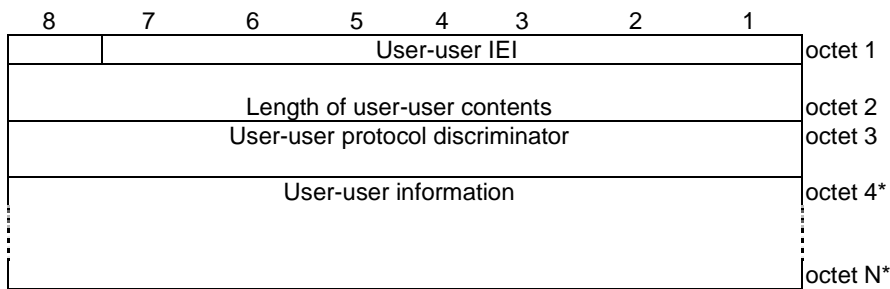 8 7 6 5 4 3 2 1
User-user IEI octet 1
Length of user-user contents octet 2
User-user protocol discriminator octet 3
User-user information octet 4*
octet N*